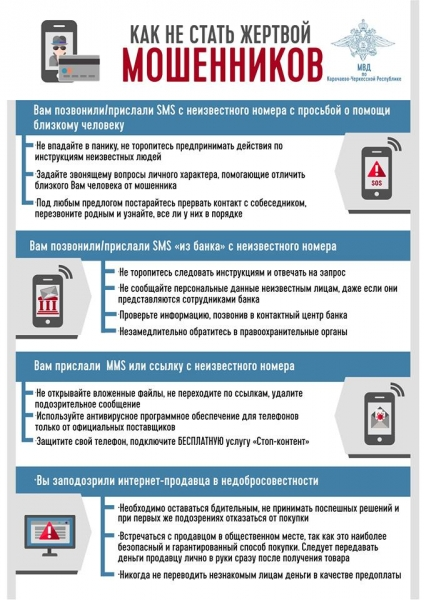 КАК НЕ СТАТЬ ЖЕРТВОЙ
МОШЕННИКОВ
МВД
по
Карачаево-Черкесской Республике
Вам позвонили/прислали SMS с неизвестного номера с просьбой о помощи
близкому человеку
·Не впадайте в панику, не торопитесь предпринимать действия по
инструкциям неизвестных людей
·Задайте звонящему вопросы личного характера, помогающие отличить
близкого Вам человека от мошенника
·Под любым предлогом постарайтесь прервать контакт с собеседником,
перезвоните родным и узнайте, все ли у них в порядке
SOS
Вам позвонили/прислали SMS «из банка» с неизвестного номера
·Не торопитесь следовать инструкциям и отвечать на запрос
·Не сообщайте персональные данные неизвестным лицам, даже если они
представляются сотрудниками банка
·Проверьте информацию, позвонив в контактный центр банка
·Незамедлительно обратитесь в правоохранительные органы
Вам прислали MMS или ссылку с неизвестного номера
·Не открывайте вложенные файлы, не переходите по ссылкам, удалите
подозрительное сообщение
·Используйте антивирусное программное обеспечение для телефонов
только от официальных поставщиков
·Защитите свой телефон, подключите БЕСПЛАТНУЮ услугу «Стоп-контент»
·Вы заподозрили интернет-продавца в недобросовестности
·Необходимо оставаться бдительным, не принимать поспешных решений и
при первых же подозрениях отказаться от покупки
·Встречаться с продавцом в общественном месте, так как это наиболее
безопасный и гарантированный способ покупки. Следует передавать
деньги продавцу лично в руки сразу после получения товара
·Никогда не переводить незнакомым лицам деньги в качестве предоплаты